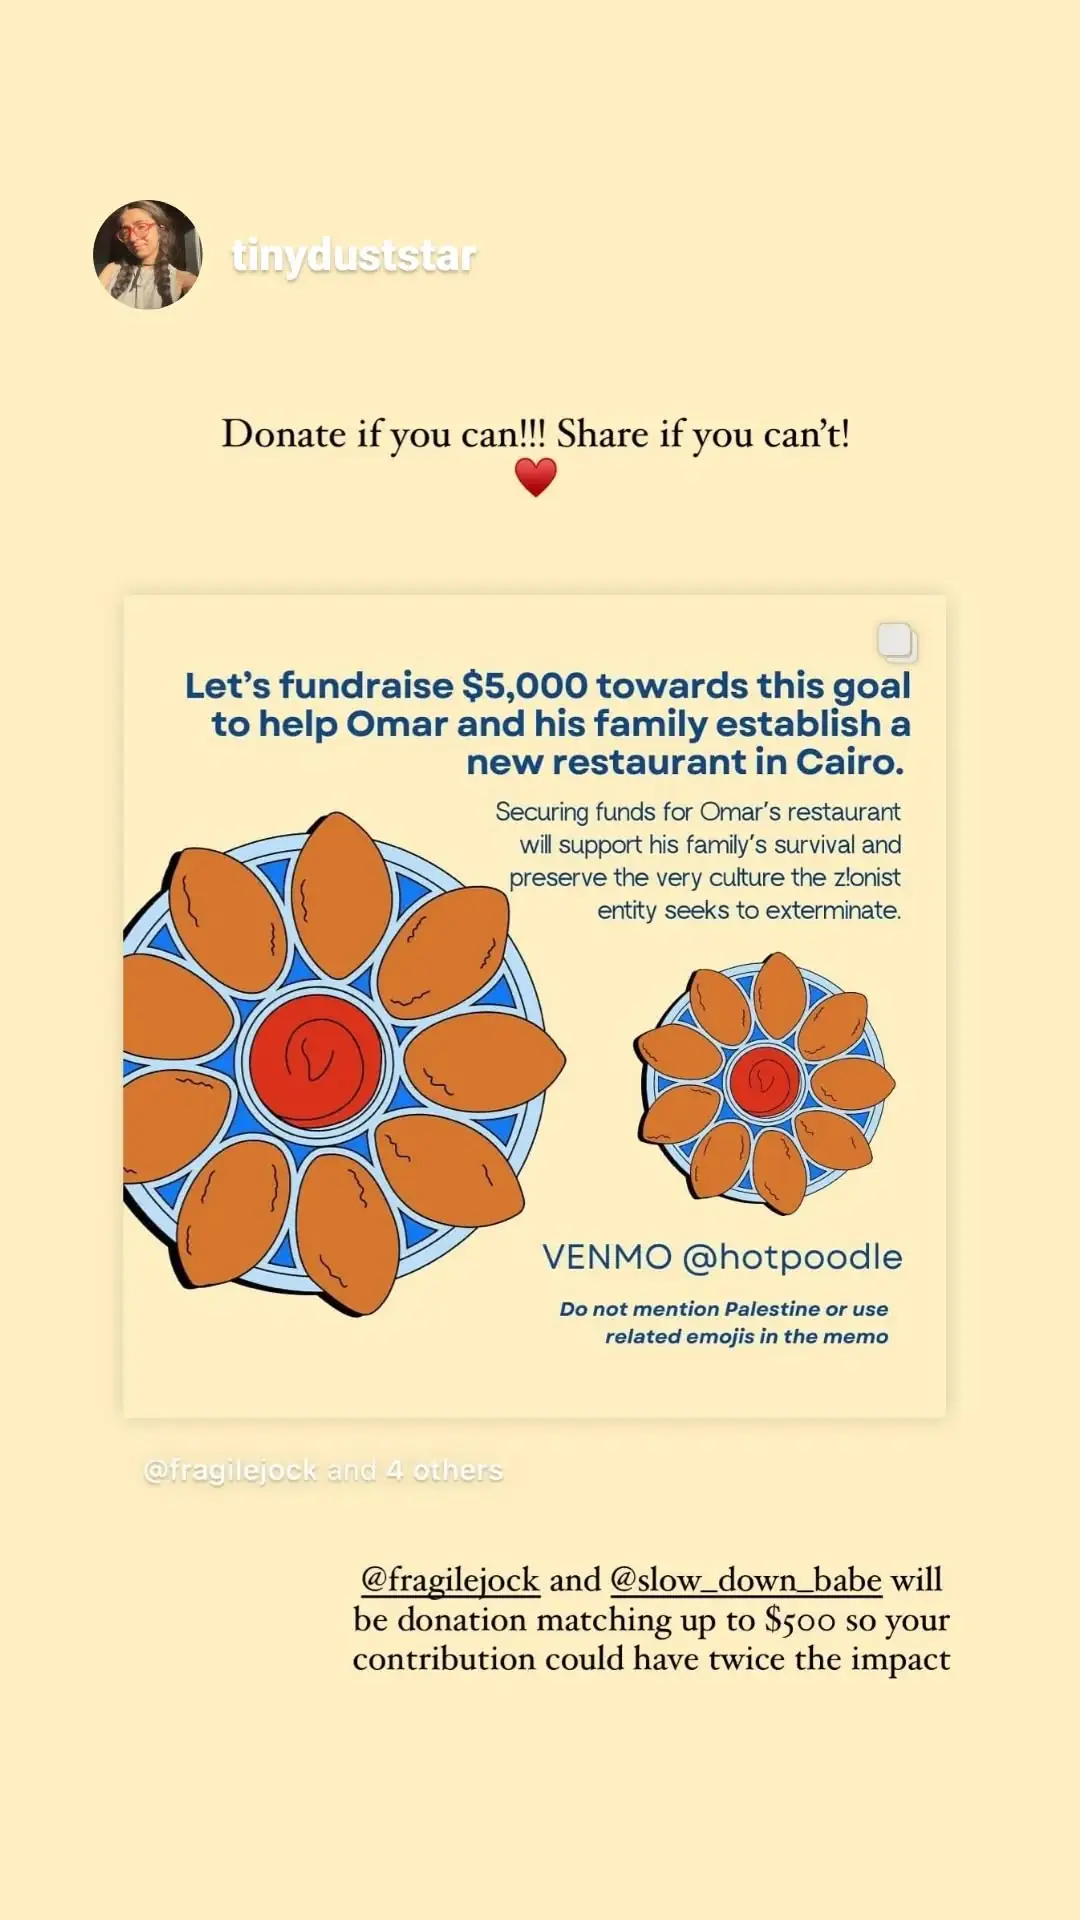 tinyduststar
Donate if you can!!! Share if you can’t!
Let’s fundraise $5,000 towards this goal
to help Omar and his family establish a
new restaurant in Cairo.
Securing funds for Omar’s restaurant
will support his family’s survival and
preserve the very culture the z!onist
entity seeks to exterminate.
VENMO @hotpoodle
Do not mention Palestine or use
related emojis in the memo
@fragilejock and 4 others
@fragilejock and @slow_down_babe will
be donation matching up to $500 so your
contribution could have twice the impact